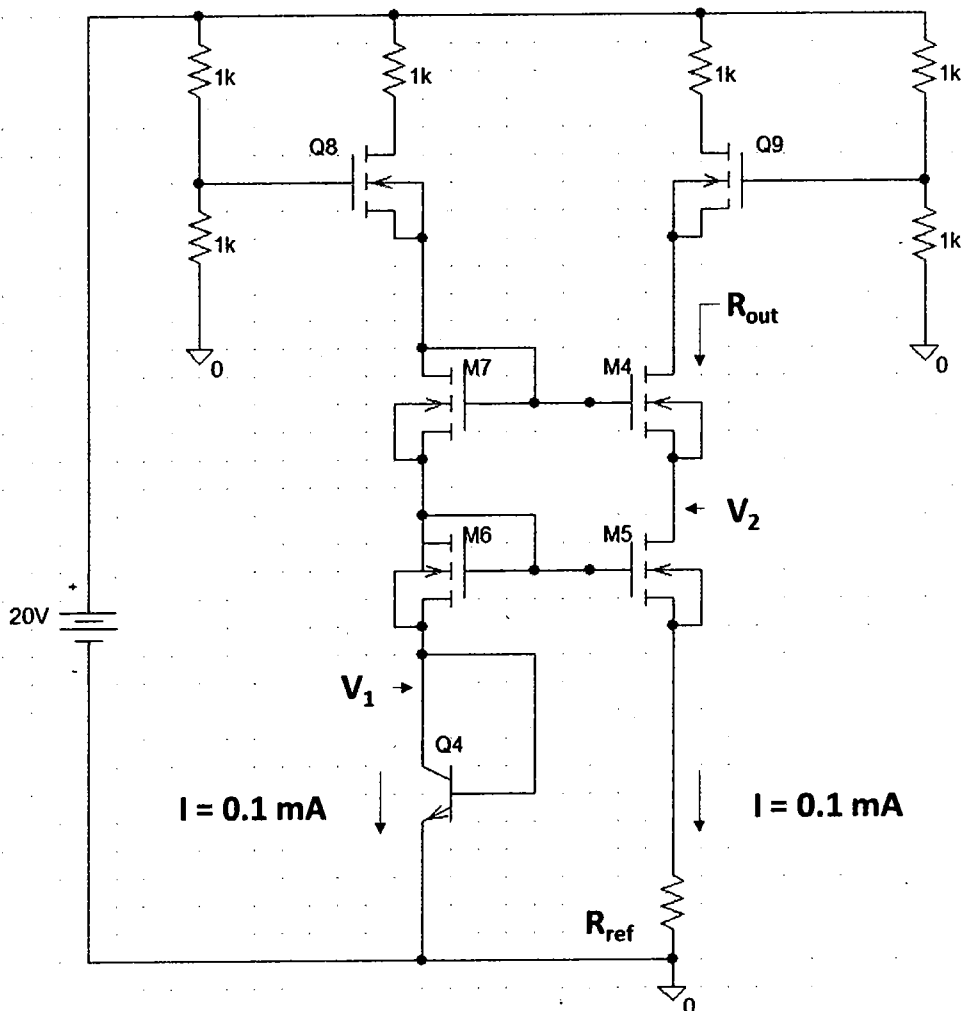 1k
1k
1k
1k
Q8
Q9
1k
1k
R_out
0
0
M7
M4
V_2
M6
M5
+
20V
-
V_1
Q4
I = 0.1 mA
I = 0.1 mA
R_ref
0